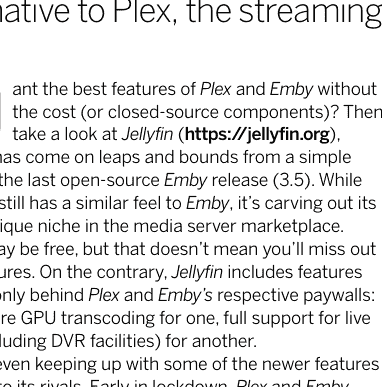 native to Plex, the streaming
ant the best features of Plex and Emby without
the cost (or closed-source components)? Then
take a look at Jellyfin (https://jellyfin.org),
has come on leaps and bounds from a simple
the last open-source Emby release (3.5). While
still has a similar feel to Emby, it's carving out its
ique niche in the media server marketplace.
ay be free, but that doesn't mean you'll miss out
ures. On the contrary, Jellyfin includes features
only behind Plex and Emby's respective paywalls:
re GPU transcoding for one, full support for live
luding DVR facilities) for another.
even keeping up with some of the newer features
to its rivals. Early in lockdown, Plex and Emby